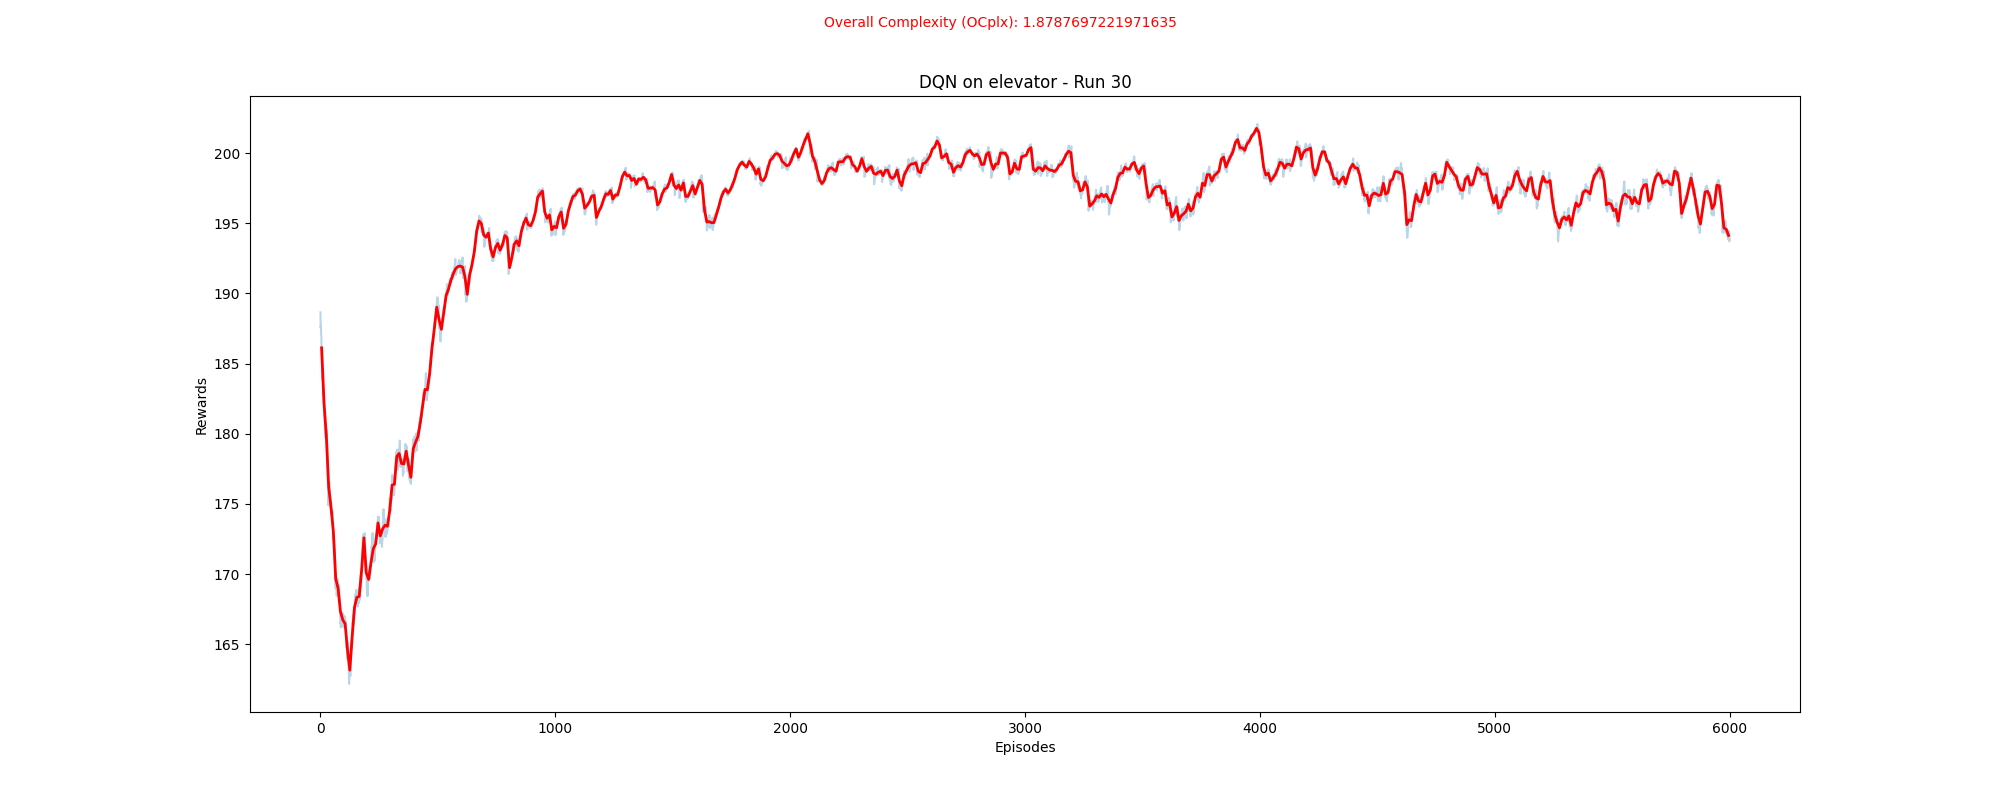 Overall Complexity (OCplx): 1.8787697221971635
DQN on elevator - Run 30
Rewards
200
195
190
185
180
175
170
165
0 1000 2000 3000 4000 5000 6000
Episodes